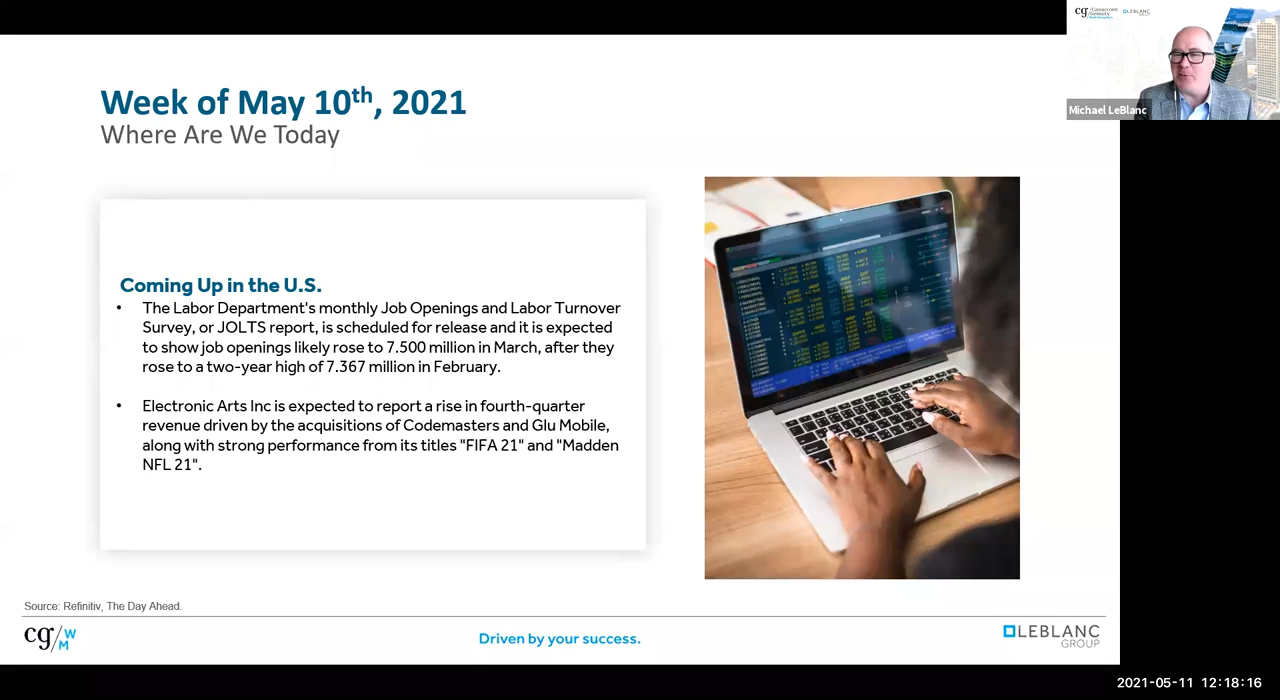 cg/Canaccord Genuity
LEBLANC GROUP
Michael LeBlanc
Week of May 10th, 2021
Where Are We Today
Coming Up in the U.S.
• The Labor Department's monthly Job Openings and Labor Turnover
Survey, or JOLTS report, is scheduled for release and it is expected
to show job openings likely rose to 7.500 million in March, after they
rose to a two-year high of 7.367 million in February.
• Electronic Arts Inc is expected to report a rise in fourth-quarter
revenue driven by the acquisitions of Codemasters and Glu Mobile,
along with strong performance from its titles "FIFA 21" and "Madden
NFL 21".
Source: Refinitiv, The Day Ahead.
cg/WM
Driven by your success.
LEBLANC
GROUP
2021-05-11 12:18:16